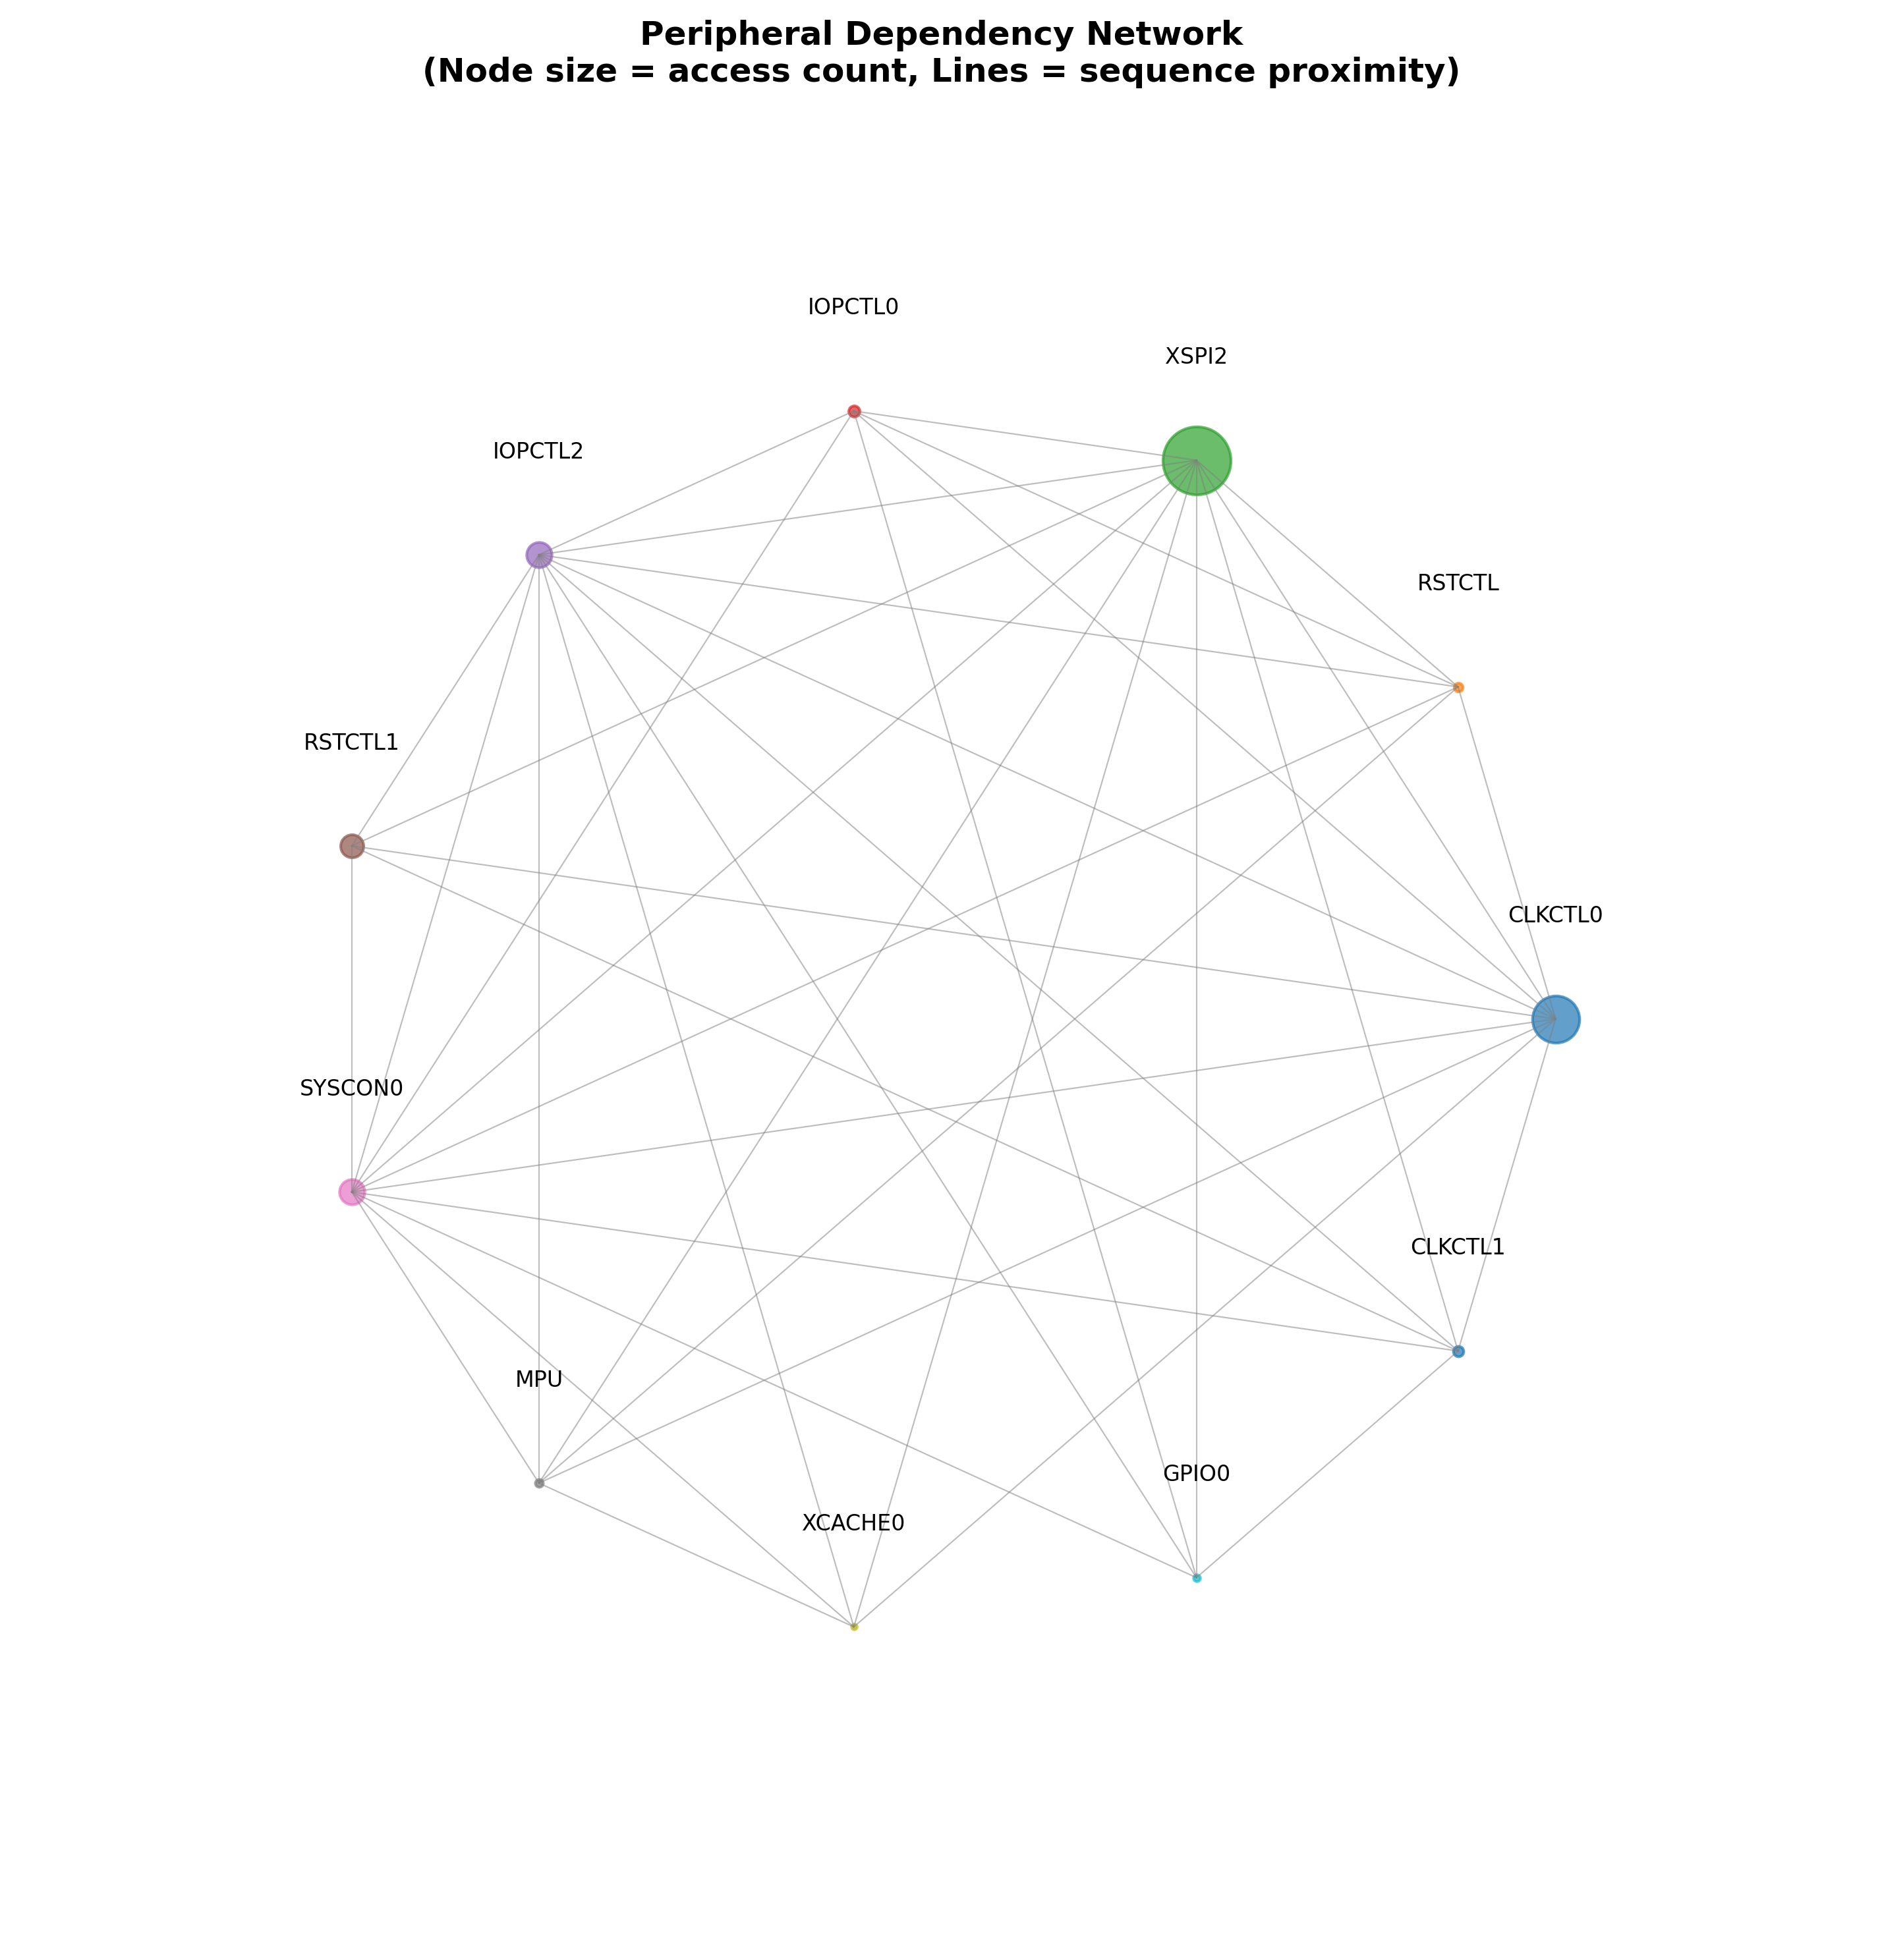 Peripheral Dependency Network
(Node size = access count, Lines = sequence proximity)
IOPCTL0
XSPI2
IOPCTL2
RSTCTL
RSTCTL1
CLKCTL0
SYSCON0
CLKCTL1
MPU
GPIO0
XCACHE0